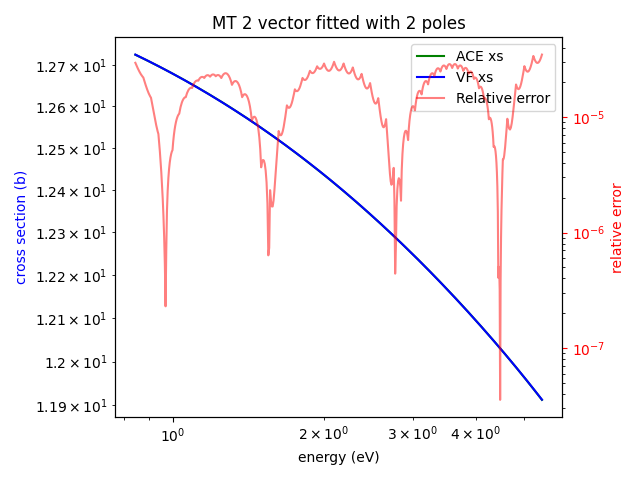 MT 2 vector fitted with 2 poles
ACE xs
VF xs
Relative error
1.27 × 10¹
1.26 × 10¹
1.25 × 10¹
1.24 × 10¹
1.23 × 10¹
1.22 × 10¹
1.21 × 10¹
1.2 × 10¹
1.19 × 10¹
cross section (b)
10⁻⁵
10⁻⁶
10⁻⁷
relative error
10⁰
2 × 10⁰
3 × 10⁰
4 × 10⁰
energy (eV)